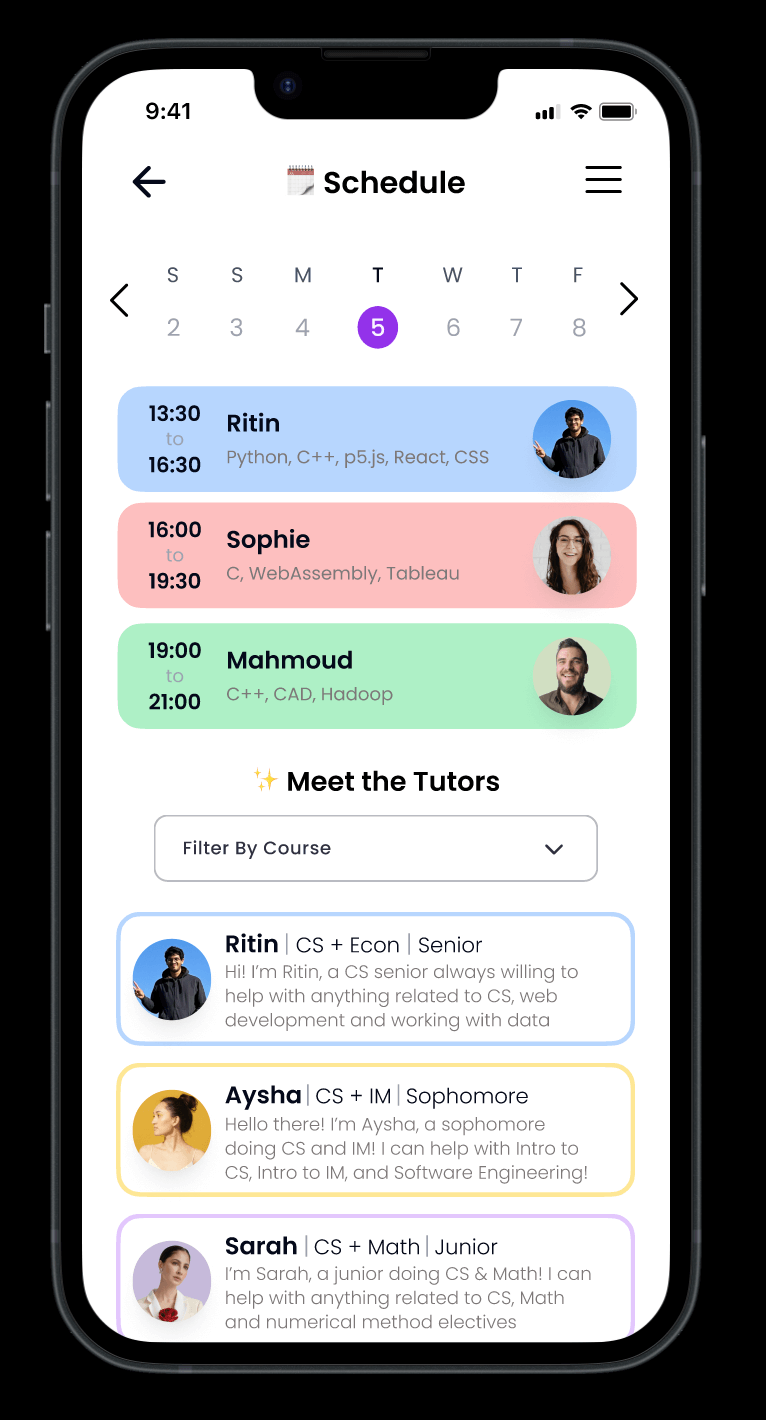 9:41
Schedule
S S M T W T F
2 3 4 5 6 7 8
13:30
to
16:30
Ritin
Python, C++, p5.js, React, CSS
16:00
to
19:30
Sophie
C, WebAssembly, Tableau
19:00
to
21:00
Mahmoud
C++, CAD, Hadoop
✨ Meet the Tutors
Filter By Course
Ritin | CS + Econ | Senior
Hi! I’m Ritin, a CS senior always willing to
help with anything related to CS, web
development and working with data
Aysha | CS + IM | Sophomore
Hello there! I’m Aysha, a sophomore
doing CS and IM! I can help with Intro to
CS, Intro to IM, and Software Engineering!
Sarah | CS + Math | Junior
I’m Sarah, a junior doing CS & Math! I can
help with anything related to CS, Math
and numerical method electives